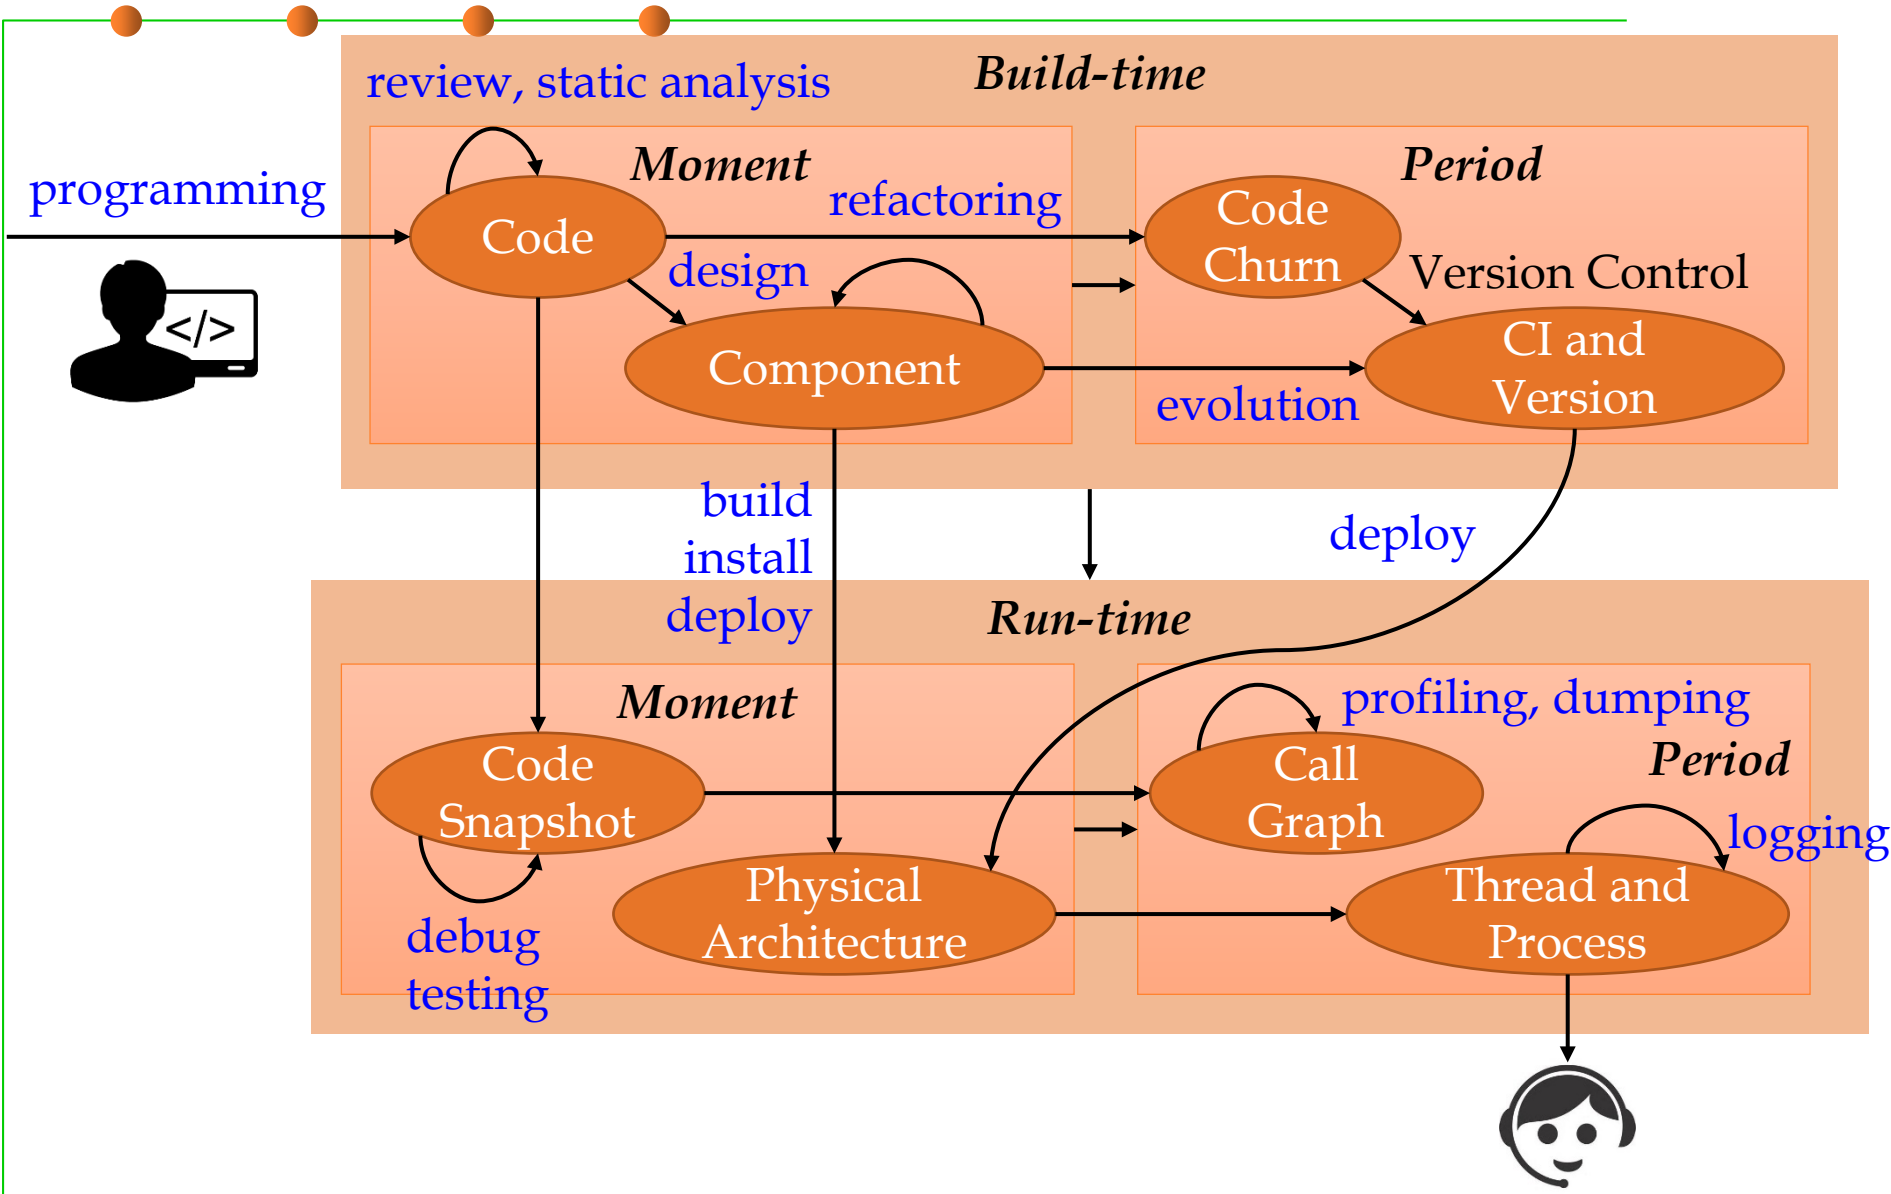 Build-time
review, static analysis
Moment
Period
programming
refactoring
Code
Code
Churn
design
Version Control
Component
CI and
Version
evolution
build
install
deploy
deploy
Run-time
Moment
profiling, dumping
Period
Code
Snapshot
Call
Graph
logging
Physical
Architecture
Thread and
Process
debug
testing
</>